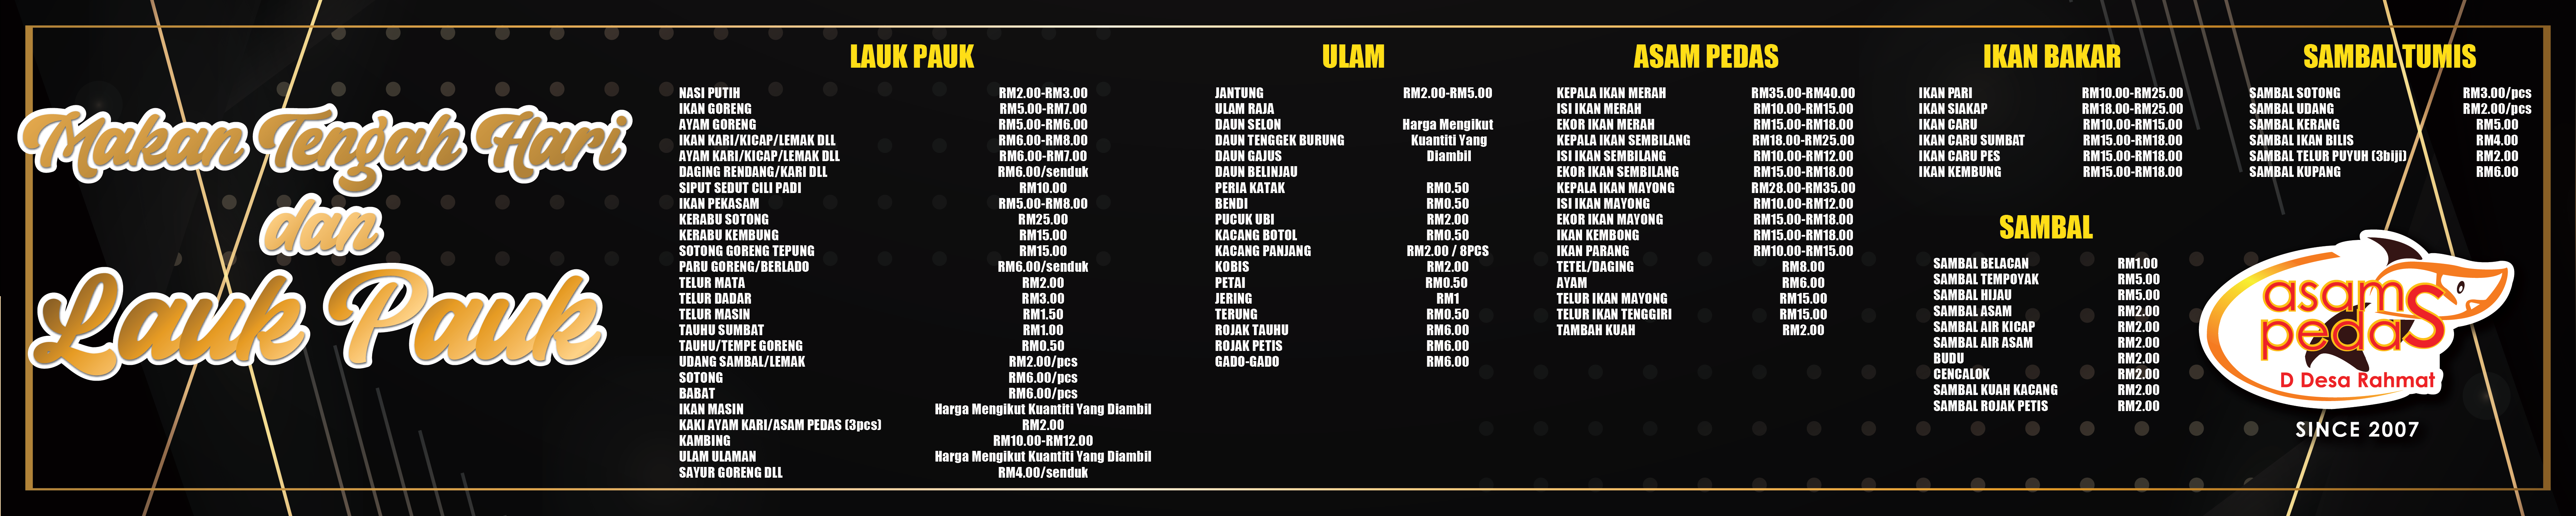 Makan Tengah Hari
dan
Lauk Pauk
LAUK PAUK
NASI PUTIH RM2.00-RM3.00
IKAN GORENG RM5.00-RM7.00
AYAM GORENG RM5.00-RM6.00
IKAN KARI/KICAP/LEMAK DLL RM6.00-RM8.00
AYAM KARI/KICAP/LEMAK DLL RM6.00-RM7.00
DAGING RENDANG/KARI DLL RM6.00/senduk
SIPUT SEDUT CILI PADI RM10.00
IKAN PEKASAM RM5.00-RM8.00
KERABU SOTONG RM25.00
KERABU KEMBUNG RM15.00
SOTONG GORENG TEPUNG RM15.00
PARU GORENG/BERLADO RM6.00/senduk
TELUR MATA RM2.00
TELUR DADAR RM3.00
TELUR MASIN RM1.50
TAUHU SUMBAT RM1.00
TAUHU/TEMPE GORENG RM0.50
UDANG SAMBAL/LEMAK RM2.00/pcs
SOTONG RM6.00/pcs
BABAT RM6.00/pcs
IKAN MASIN Harga Mengikut Kuantiti Yang Diambil
KAKI AYAM KARI/ASAM PEDAS (3pcs) RM2.00
KAMBING RM10.00-RM12.00
ULAM ULAMAN Harga Mengikut Kuantiti Yang Diambil
SAYUR GORENG DLL RM4.00/senduk
ULAM
JANTUNG RM2.00-RM5.00
ULAM RAJA
DAUN SELON Harga Mengikut
DAUN TENGGEK BURUNG Kuantiti Yang
DAUN GAJUS Diambil
DAUN BELINJAU
PERIA KATAK RM0.50
BENDI RM0.50
PUCUK UBI RM2.00
KACANG BOTOL RM0.50
KACANG PANJANG RM2.00 / 8PCS
KOBIS RM2.00
PETAI RM0.50
JERING RM1
TERUNG RM0.50
ROJAK TAUHU RM6.00
ROJAK PETIS RM6.00
GADO-GADO RM6.00
ASAM PEDAS
KEPALA IKAN MERAH RM35.00-RM40.00
ISI IKAN MERAH RM10.00-RM15.00
EKOR IKAN MERAH RM15.00-RM18.00
KEPALA IKAN SEMBILANG RM18.00-RM25.00
ISI IKAN SEMBILANG RM10.00-RM12.00
EKOR IKAN SEMBILANG RM15.00-RM18.00
KEPALA IKAN MAYONG RM28.00-RM35.00
ISI IKAN MAYONG RM10.00-RM12.00
EKOR IKAN MAYONG RM15.00-RM18.00
IKAN KEMBONG RM15.00-RM18.00
IKAN PARANG RM10.00-RM15.00
TETEL/DAGING RM8.00
AYAM RM6.00
TELUR IKAN MAYONG RM15.00
TELUR IKAN TENGGIRI RM15.00
TAMBAH KUAH RM2.00
IKAN BAKAR
IKAN PARI RM10.00-RM25.00
IKAN SIAKAP RM18.00-RM25.00
IKAN CARU RM10.00-RM15.00
IKAN CARU SUMBAT RM15.00-RM18.00
IKAN CARU PES RM15.00-RM18.00
IKAN KEMBUNG RM15.00-RM18.00
SAMBAL
SAMBAL BELACAN RM1.00
SAMBAL TEMPOYAK RM5.00
SAMBAL HIJAU RM5.00
SAMBAL ASAM RM2.00
SAMBAL AIR KICAP RM2.00
SAMBAL AIR ASAM RM2.00
BUDU RM2.00
CENCALOK RM2.00
SAMBAL KUAH KACANG RM2.00
SAMBAL ROJAK PETIS RM2.00
SAMBAL TUMIS
SAMBAL SOTONG RM3.00/pcs
SAMBAL UDANG RM2.00/pcs
SAMBAL KERANG RM5.00
SAMBAL IKAN BILIS RM4.00
SAMBAL TELUR PUYUH (3biji) RM2.00
SAMBAL KUPANG RM6.00
asam
pedas
D Desa Rahmat
SINCE 2007